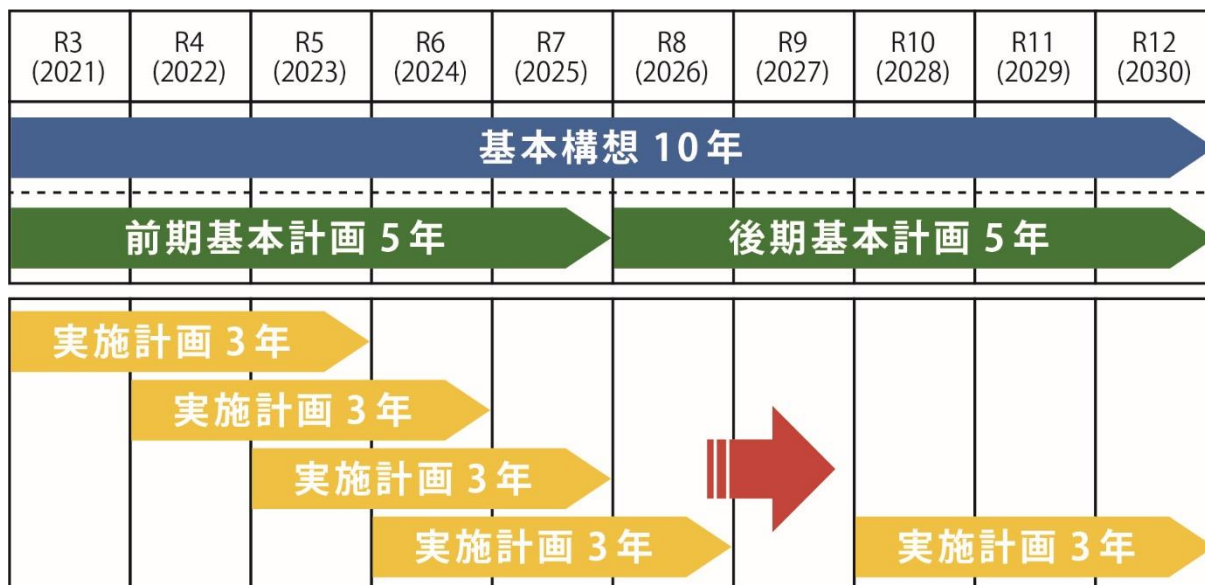 R3 R4 R5 R6 R7 R8 R9 R10 R11 R12
(2021) (2022) (2023) (2024) (2025) (2026) (2027) (2028) (2029) (2030)
基本構想 10年
前期基本計画 5年 後期基本計画 5年
実施計画 3年
実施計画 3年
実施計画 3年
実施計画 3年 実施計画 3年